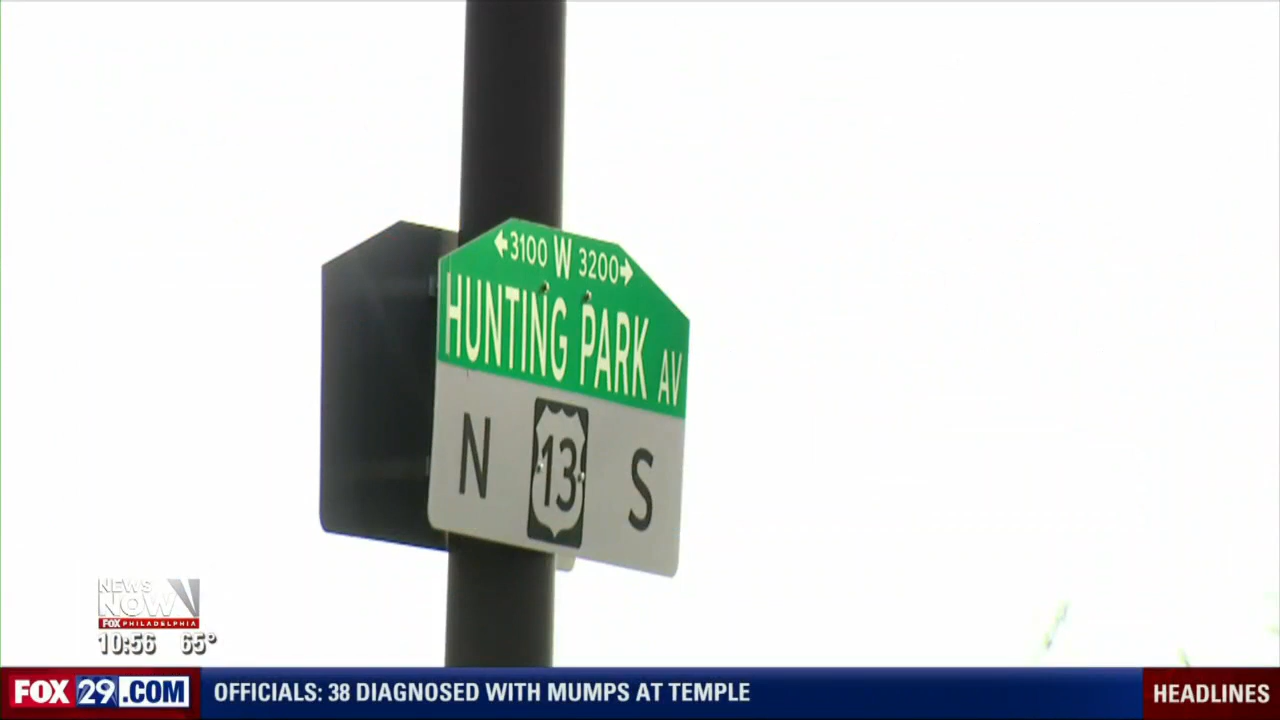 ←3100 W 3200→
HUNTING PARK AV
N 13 S
NEWS
NOW
FOX PHILADELPHIA
10:56 65°
FOX 29.COM OFFICIALS: 38 DIAGNOSED WITH MUMPS AT TEMPLE HEADLINES